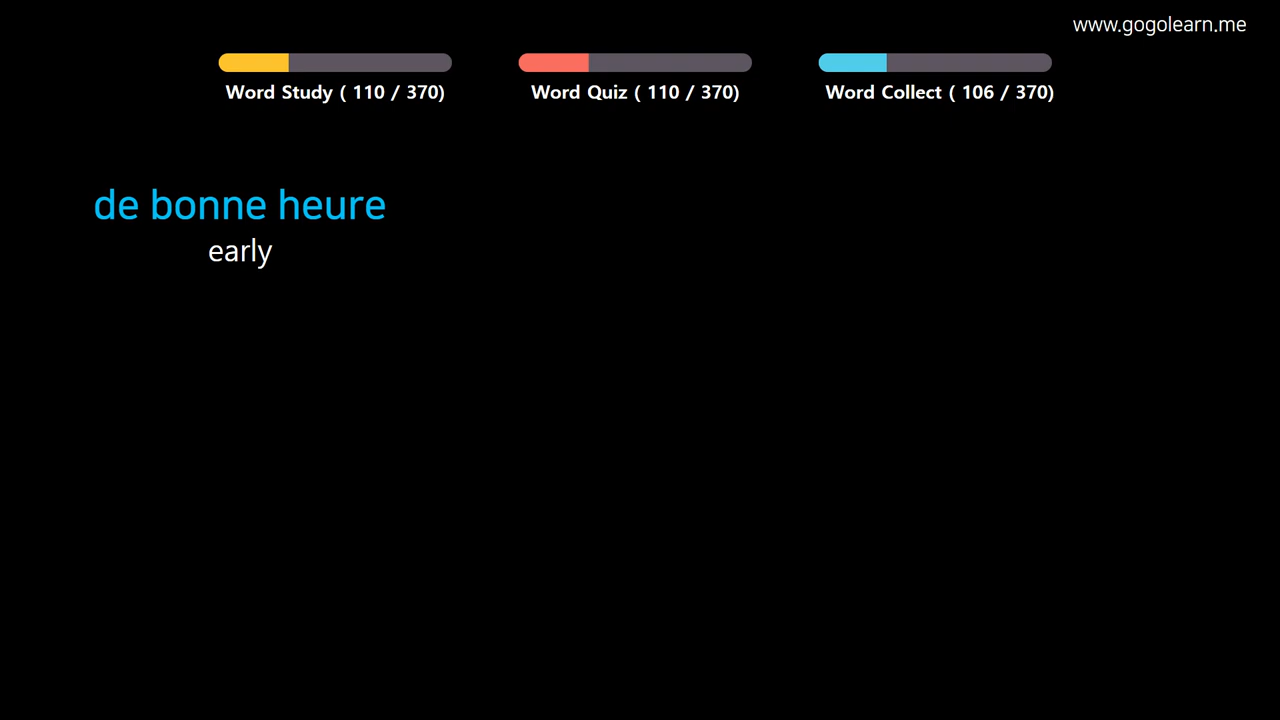 www.gogolearn.me
Word Study ( 110 / 370)
Word Quiz ( 110 / 370)
Word Collect ( 106 / 370)
de bonne heure
early